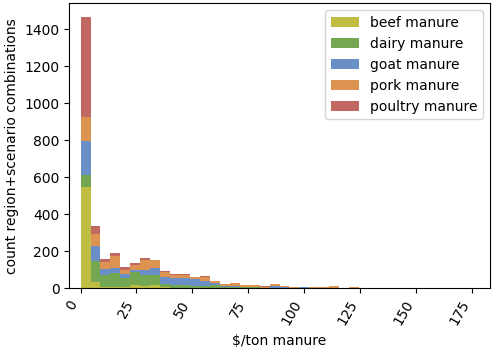 beef manure
dairy manure
goat manure
pork manure
poultry manure
count region+scenario combinations
1400
1200
1000
800
600
400
200
0
0
25
50
75
100
125
150
175
$/ton manure